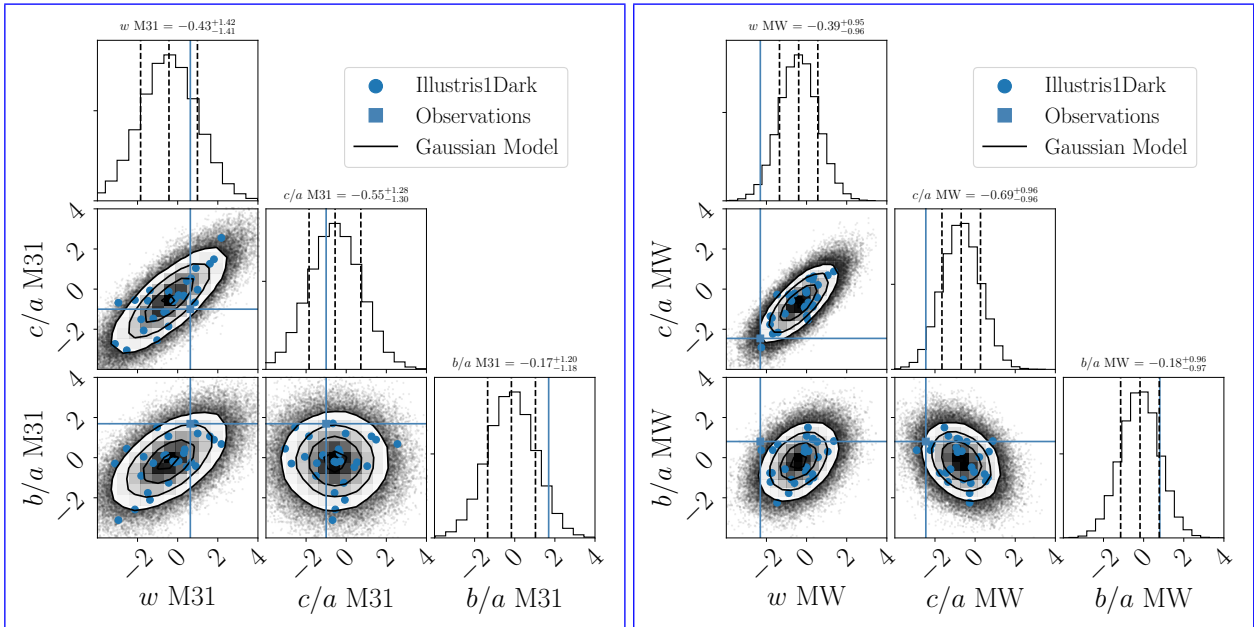 w M31 = −0.43+1.42 −1.41
Illustris1Dark
Observations
Gaussian Model
c/a M31 = −0.55+1.28 −1.30
4
2
0
−2
c/a M31
b/a M31 = −0.17+1.20 −1.18
4
2
0
−2
b/a M31
−2 0 2 4
−2 0 2 4
−2 0 2 4
w M31
c/a M31
b/a M31
w MW = −0.39+0.95 −0.96
Illustris1Dark
Observations
Gaussian Model
c/a MW = −0.69+0.96 −0.96
4
2
0
−2
c/a MW
b/a MW = −0.18+0.96 −0.97
4
2
0
−2
b/a MW
−2 0 2 4
−2 0 2 4
−2 0 2 4
w MW
c/a MW
b/a MW